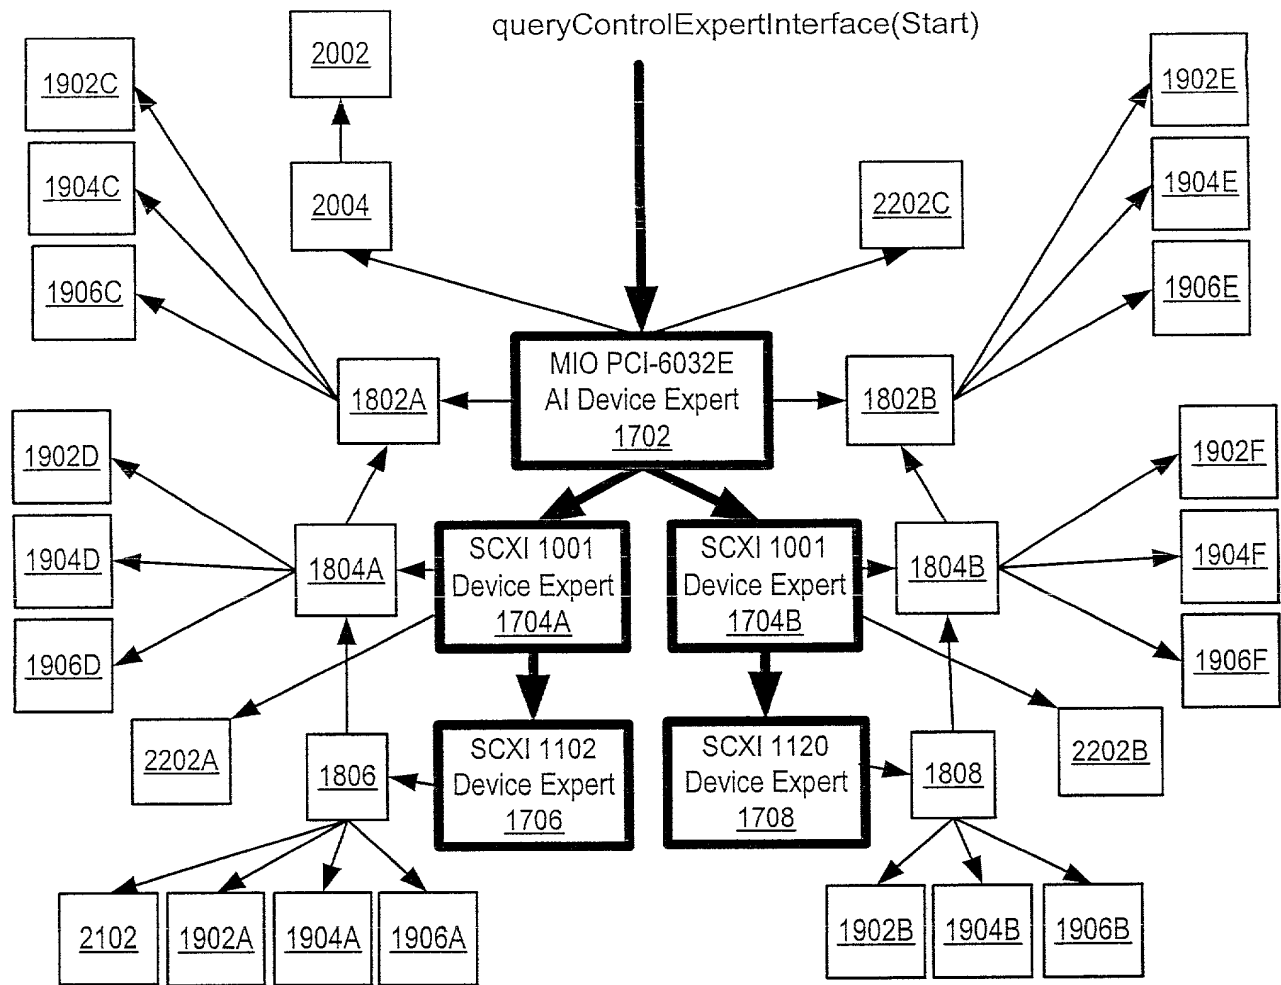 queryControlExpertInterface(Start)
2002
1902C
1902E
1904C
2004
2202C
1904E
1906C
1906E
MIO PCI-6032E
AI Device Expert
1702
1802A
1802B
1902D
1902F
1904D
1804A
SCXI 1001
Device Expert
1704A
SCXI 1001
Device Expert
1704B
1804B
1904F
1906D
1906F
2202A
1806
SCXI 1102
Device Expert
1706
SCXI 1120
Device Expert
1708
1808
2202B
2102
1902A
1904A
1906A
1902B
1904B
1906B